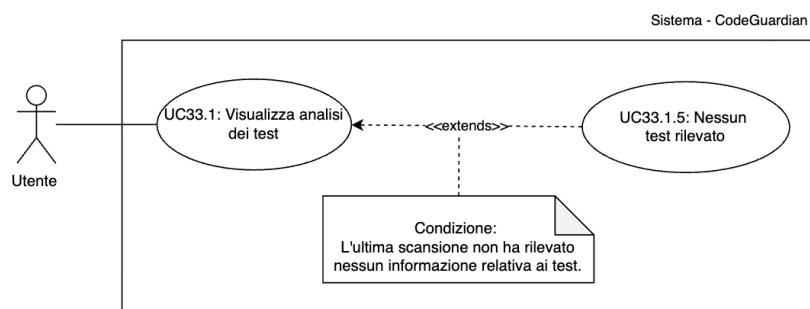 Sistema - CodeGuardian
UC33.1: Visualizza analisi
dei test
<<extends>>
UC33.1.5: Nessun
test rilevato
Utente
Condizione:
L'ultima scansione non ha rilevato
nessun informazione relativa ai test.